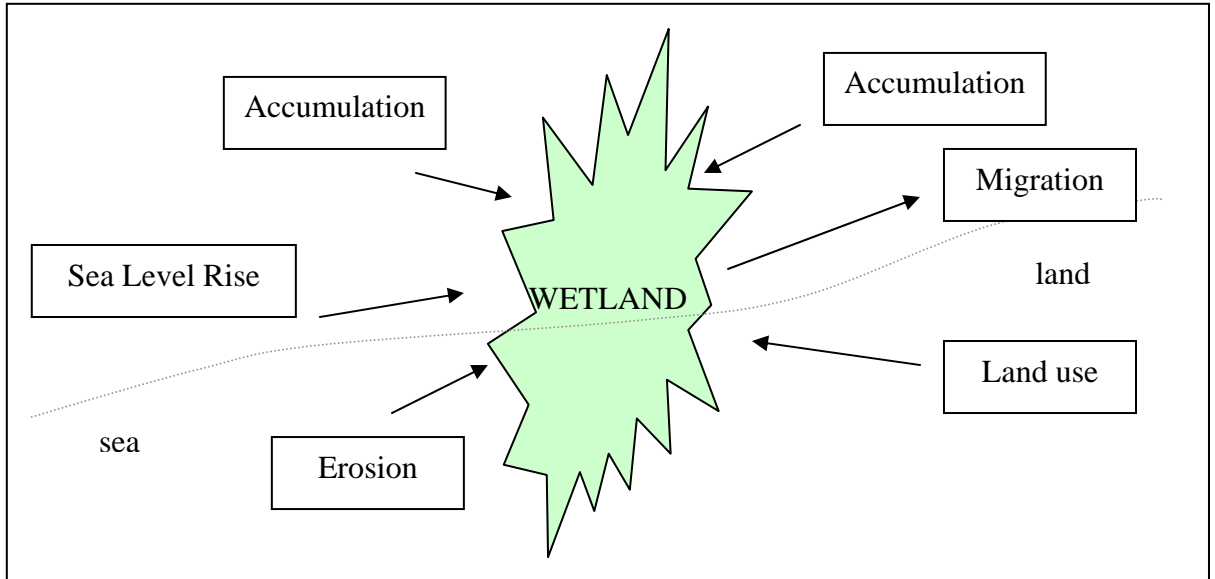 Accumulation
Accumulation
Migration
Sea Level Rise
land
WETLAND
Land use
sea
Erosion